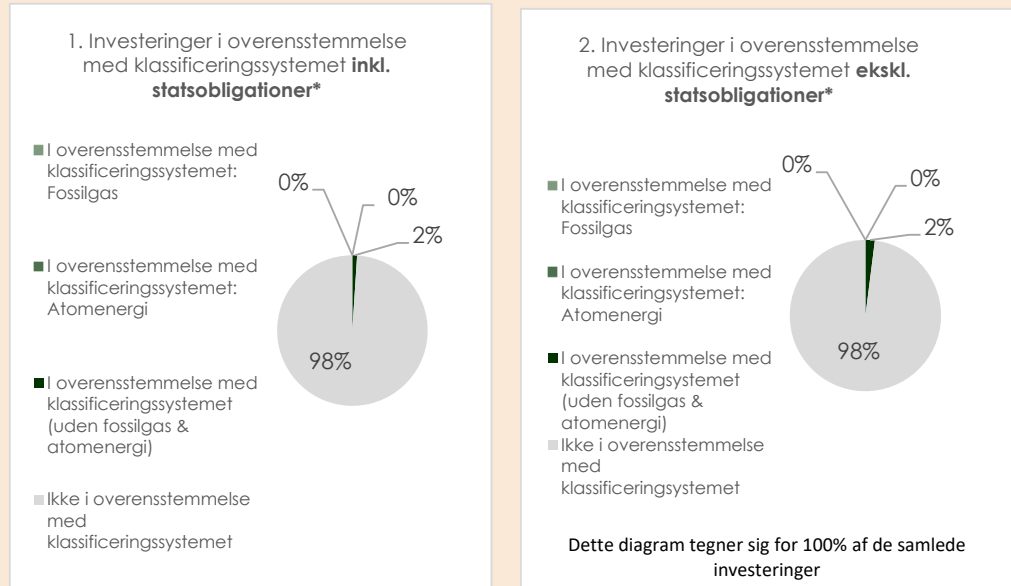 1. Investeringer i overensstemmelse
med klassificeringssystemet inkl.
statsobligationer*
I overensstemmelse med
klassificeringssystemet:
Fossilgas
I overensstemmelse med
klassificeringssystemet:
Atomenergi
I overensstemmelse med
klassificeringssystemet
(uden fossilgas &
atomenergi)
Ikke i overensstemmelse
med
klassificeringsystemet
0%
0%
2%
98%
2. Investeringer i overensstemmelse
med klassificeringssystemet ekskl.
statsobligationer*
I overensstemmelse med
klassificeringsystemet:
Fossilgas
I overensstemmelse med
klassificeringssystemet:
Atomenergi
I overensstemmelse med
klassificeringssystemet
(uden fossilgas &
atomenergi)
Ikke i overensstemmelse
med
klassificeringsystemet
0%
0%
2%
98%
Dette diagram tegner sig for 100% af de samlede
investeringer